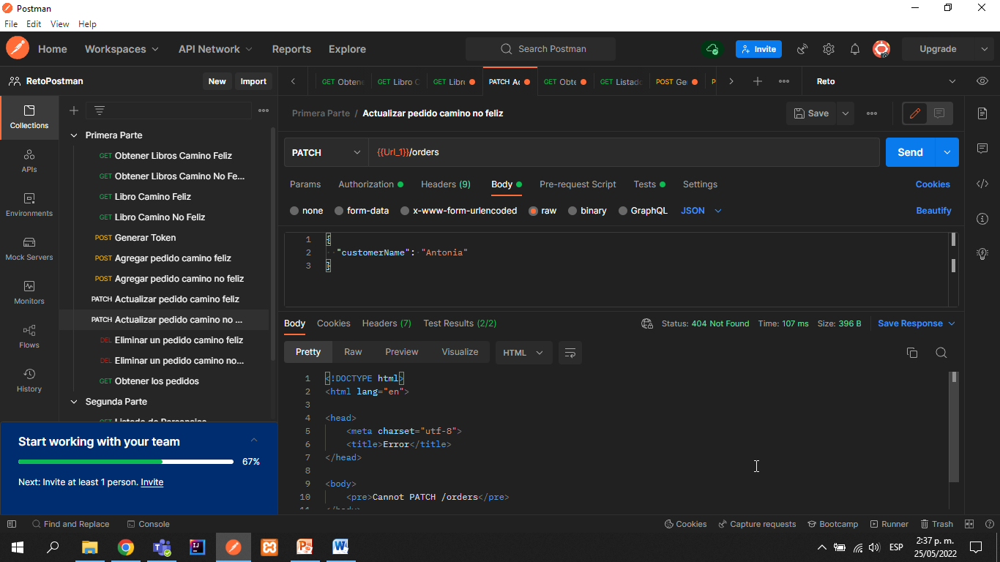 Postman
File Edit View Help
Home Workspaces API Network Reports Explore Search Postman Invite Upgrade
RetoPostman New Import GET Obten GET Libro C GET Libr PATCH Ac GET Obte GET Listad POST Ge P Reto
Collections
APIs
Environments
Mock Servers
Monitors
Flows
History
Primera Parte
GET Obtener Libros Camino Feliz
GET Obtener Libros Camino No Fe...
GET Libro Camino Feliz
GET Libro Camino No Feliz
POST Generar Token
POST Agregar pedido camino feliz
POST Agregar pedido camino no feliz
PATCH Actualizar pedido camino feliz
PATCH Actualizar pedido camino no ...
DEL Eliminar un pedido camino feliz
DEL Eliminar un pedido camino no...
GET Obtener los pedidos
Segunda Parte
Start working with your team
67%
Next: Invite at least 1 person. Invite
Primera Parte / Actualizar pedido camino no feliz Save
PATCH {{Url_1}}/orders Send
Params Authorization Headers (9) Body Pre-request Script Tests Settings Cookies
none form-data x-www-form-urlencoded raw binary GraphQL JSON Beautify
1 {
2 "customerName": "Antonia"
3 }
Body Cookies Headers (7) Test Results (2/2) Status: 404 Not Found Time: 107 ms Size: 396 B Save Response
Pretty Raw Preview Visualize HTML
1 <!DOCTYPE html>
2 <html lang="en">
3
4 <head>
5 <meta charset="utf-8">
6 <title>Error</title>
7 </head>
8
9 <body>
10 <pre>Cannot PATCH /orders</pre>
Find and Replace Console Cookies Capture requests Bootcamp Runner Trash
ESP 2:37 p. m.
25/05/2022